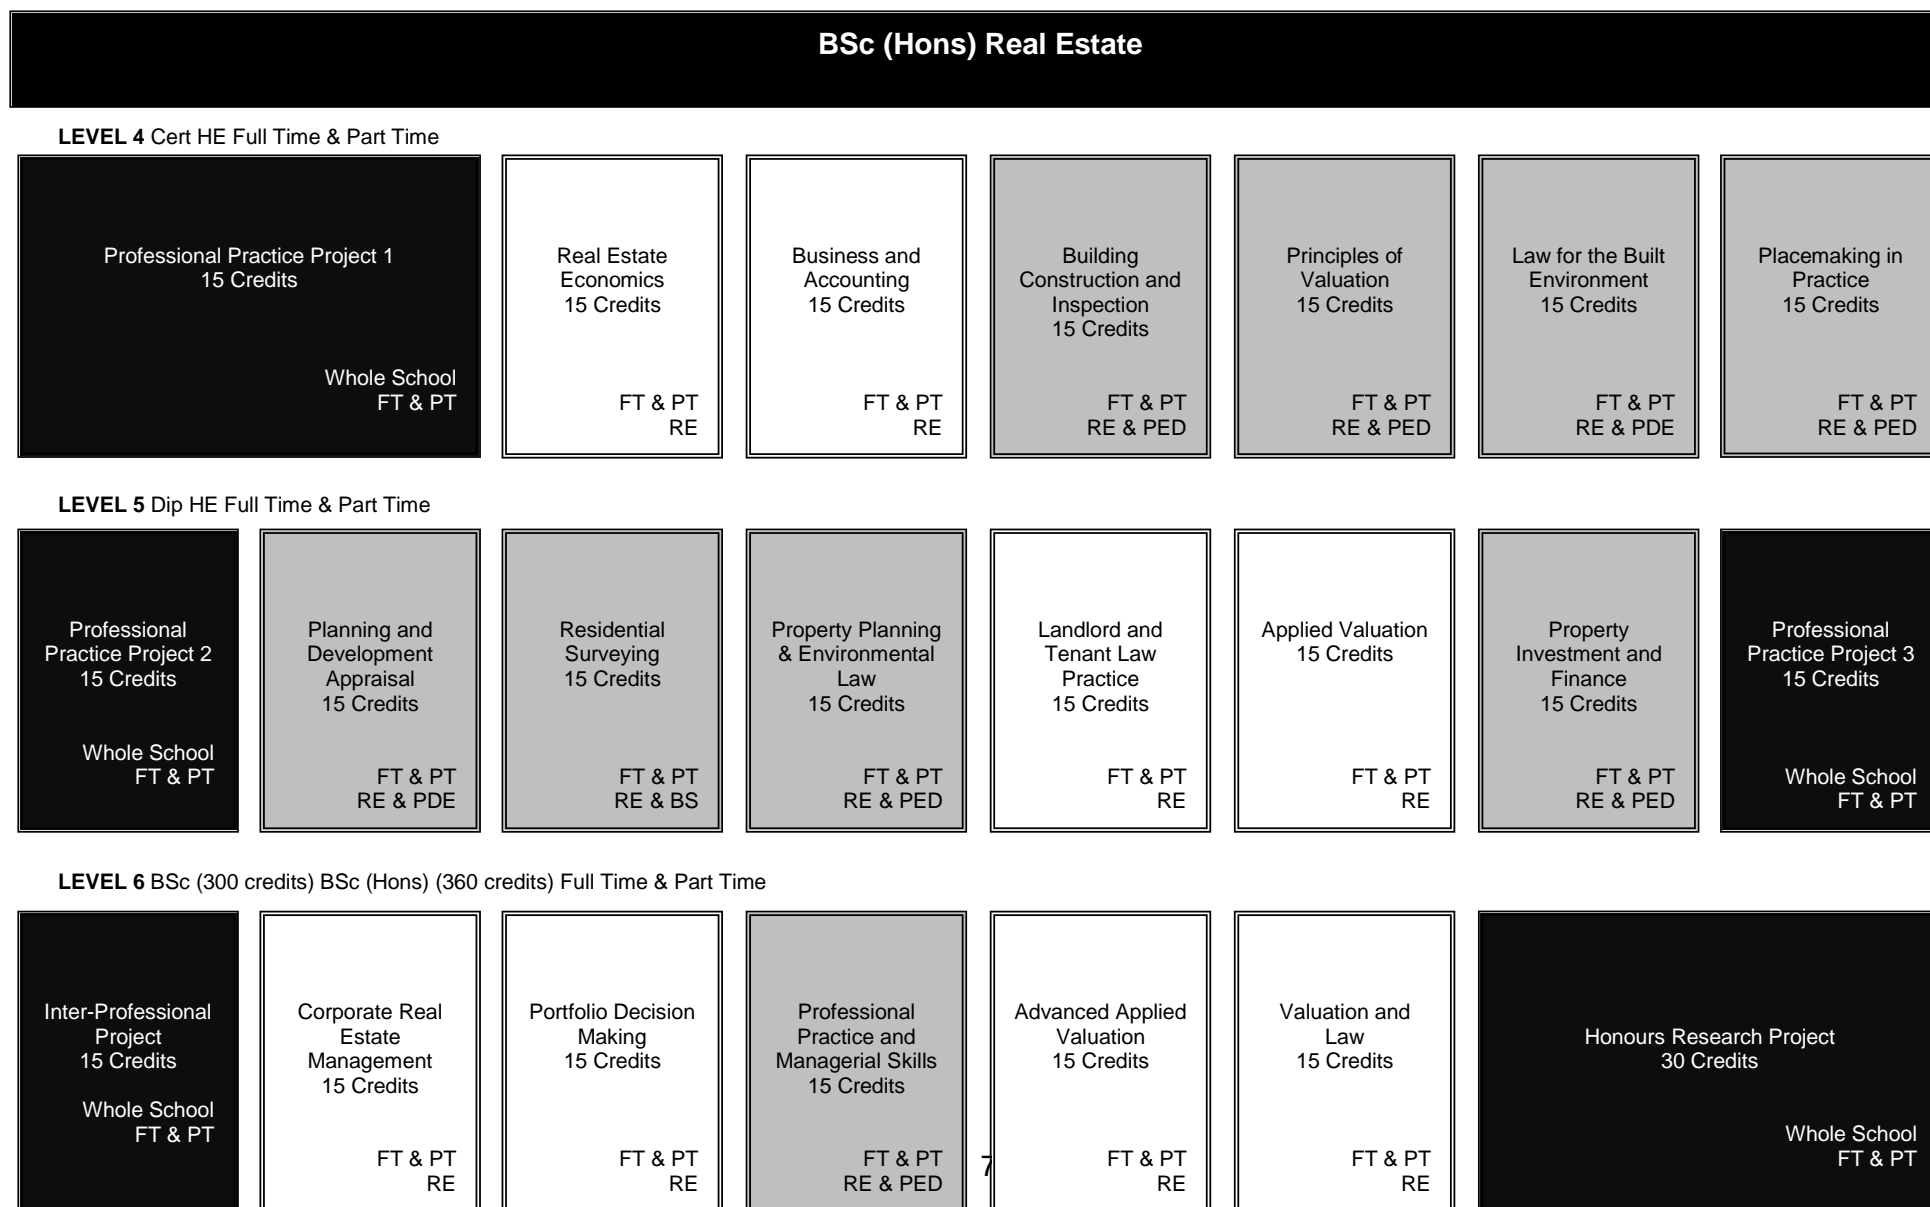 BSc (Hons) Real Estate
LEVEL 4 Cert HE Full Time & Part Time
Professional Practice Project 1
15 Credits
Whole School
FT & PT
Real Estate
Economics
15 Credits
FT & PT
RE
Business and
Accounting
15 Credits
FT & PT
RE
Building
Construction and
Inspection
15 Credits
FT & PT
RE & PED
Principles of
Valuation
15 Credits
FT & PT
RE & PED
Law for the Built
Environment
15 Credits
FT & PT
RE & PDE
Placemaking in
Practice
15 Credits
FT & PT
RE & PED
LEVEL 5 Dip HE Full Time & Part Time
Professional
Practice Project 2
15 Credits
Whole School
FT & PT
Planning and
Development
Appraisal
15 Credits
FT & PT
RE & PDE
Residential
Surveying
15 Credits
FT & PT
RE & BS
Property Planning
& Environmental
Law
15 Credits
FT & PT
RE & PED
Landlord and
Tenant Law
Practice
15 Credits
FT & PT
RE
Applied Valuation
15 Credits
FT & PT
RE
Property
Investment and
Finance
15 Credits
FT & PT
RE & PED
Professional
Practice Project 3
15 Credits
Whole School
FT & PT
LEVEL 6 BSc (300 credits) BSc (Hons) (360 credits) Full Time & Part Time
Inter-Professional
Project
15 Credits
Whole School
FT & PT
Corporate Real
Estate
Management
15 Credits
FT & PT
RE
Portfolio Decision
Making
15 Credits
FT & PT
RE
Professional
Practice and
Managerial Skills
15 Credits
FT & PT
RE & PED
7
Advanced Applied
Valuation
15 Credits
FT & PT
RE
Valuation and
Law
15 Credits
FT & PT
RE
Honours Research Project
30 Credits
Whole School
FT & PT